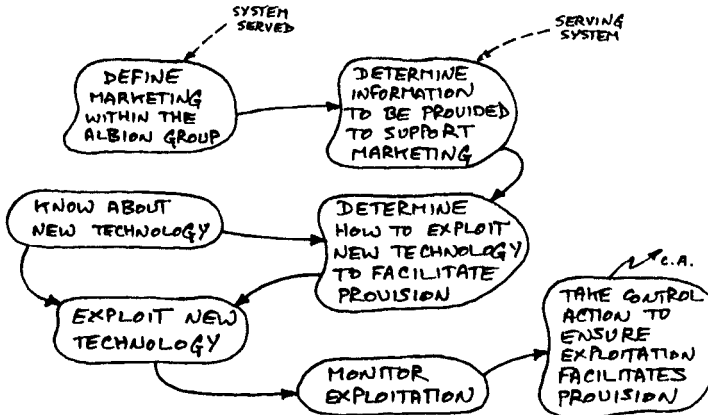 SYSTEM
SERVED
SERVING
SYSTEM
DEFINE
MARKETING
WITHIN THE
ALBION GROUP
DETERMINE
INFORMATION
TO BE PROVIDED
TO SUPPORT
MARKETING
KNOW ABOUT
NEW TECHNOLOGY
DETERMINE
HOW TO EXPLOIT
NEW TECHNOLOGY
TO FACILITATE
PROVISION
C.A.
EXPLOIT NEW
TECHNOLOGY
TAKE CONTROL
ACTION TO
ENSURE
EXPLOITATION
FACILITATES
PROVISION
MONITOR
EXPLOITATION